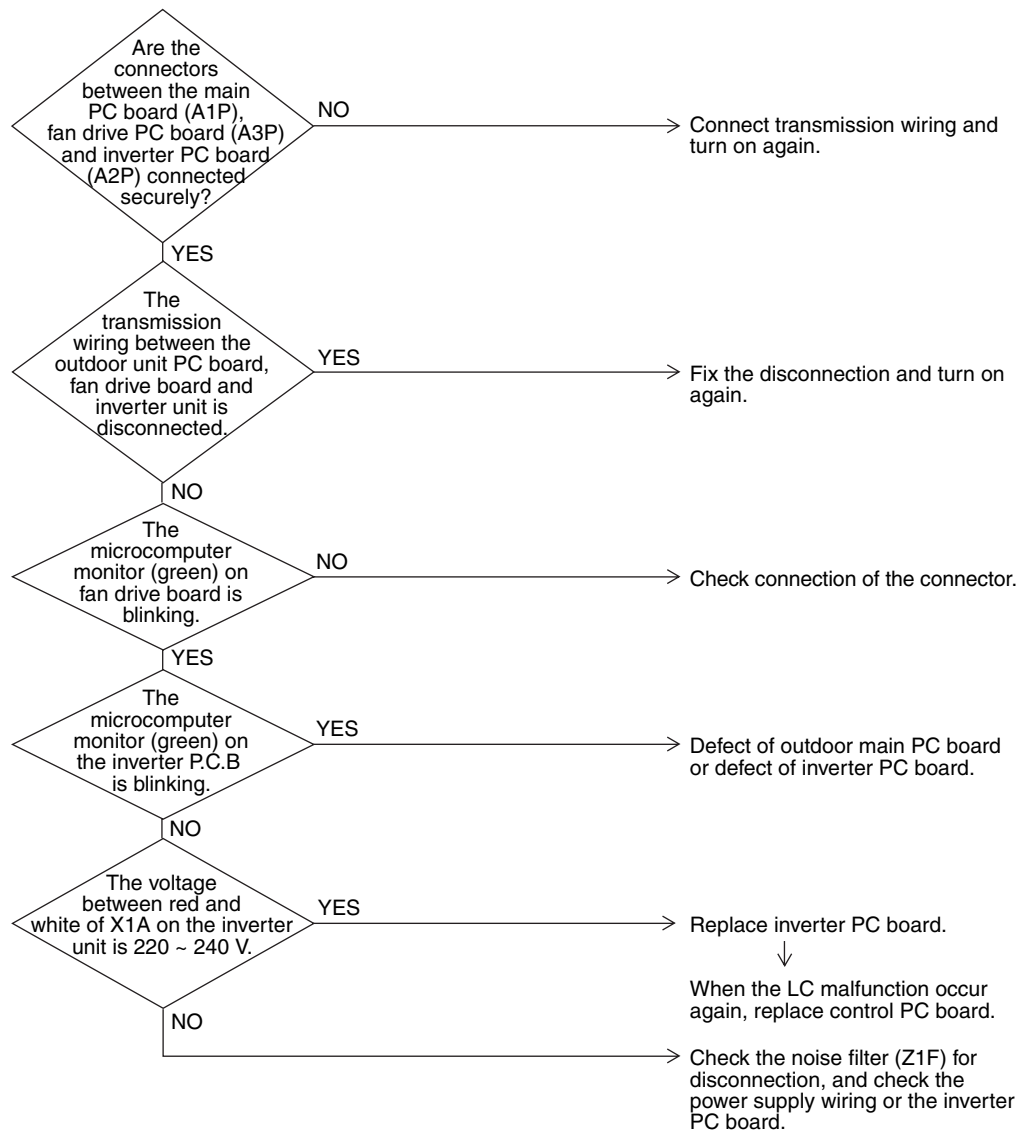 Are the
connectors
between the main
PC board (A1P),
fan drive PC board (A3P)
and inverter PC board
(A2P) connected
securely?
NO
Connect transmission wiring and
turn on again.
YES
The
transmission
wiring between the
outdoor unit PC board,
fan drive board and
inverter unit is
disconnected.
YES
Fix the disconnection and turn on
again.
NO
The
microcomputer
monitor (green) on
fan drive board is
blinking.
NO
Check connection of the connector.
YES
The
microcomputer
monitor (green) on
the inverter P.C.B
is blinking.
YES
Defect of outdoor main PC board
or defect of inverter PC board.
NO
The voltage
between red and
white of X1A on the inverter
unit is 220 ~ 240 V.
YES
Replace inverter PC board.
When the LC malfunction occur
again, replace control PC board.
NO
Check the noise filter (Z1F) for
disconnection, and check the
power supply wiring or the inverter
PC board.